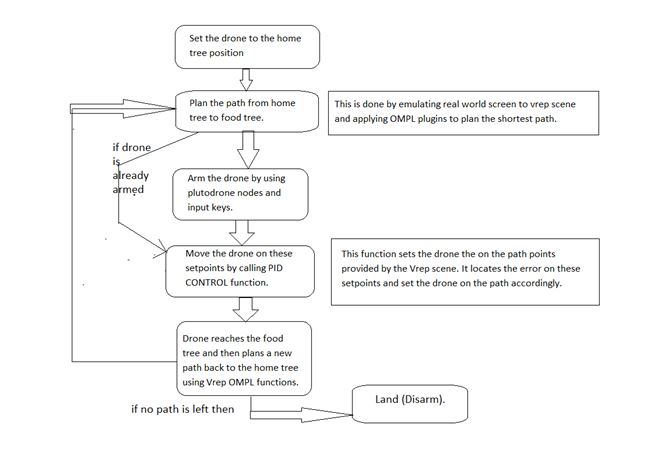 Set the drone to the home
tree position
Plan the path from home
tree to food tree.
This is done by emulating real world screen to vrep scene
and applying OMPL plugins to plan the shortest path.
if drone
is
already
armed
Arm the drone by using
plutodrone nodes and
input keys.
Move the drone on these
setpoints by calling PID
CONTROL function.
This function sets the drone the on the path points
provided by the Vrep scene. It locates the error on these
setpoints and set the drone on the path accordingly.
Drone reaches the food
tree and then plans a new
path back to the home tree
using Vrep OMPL functions.
if no path is left then
Land (Disarm).